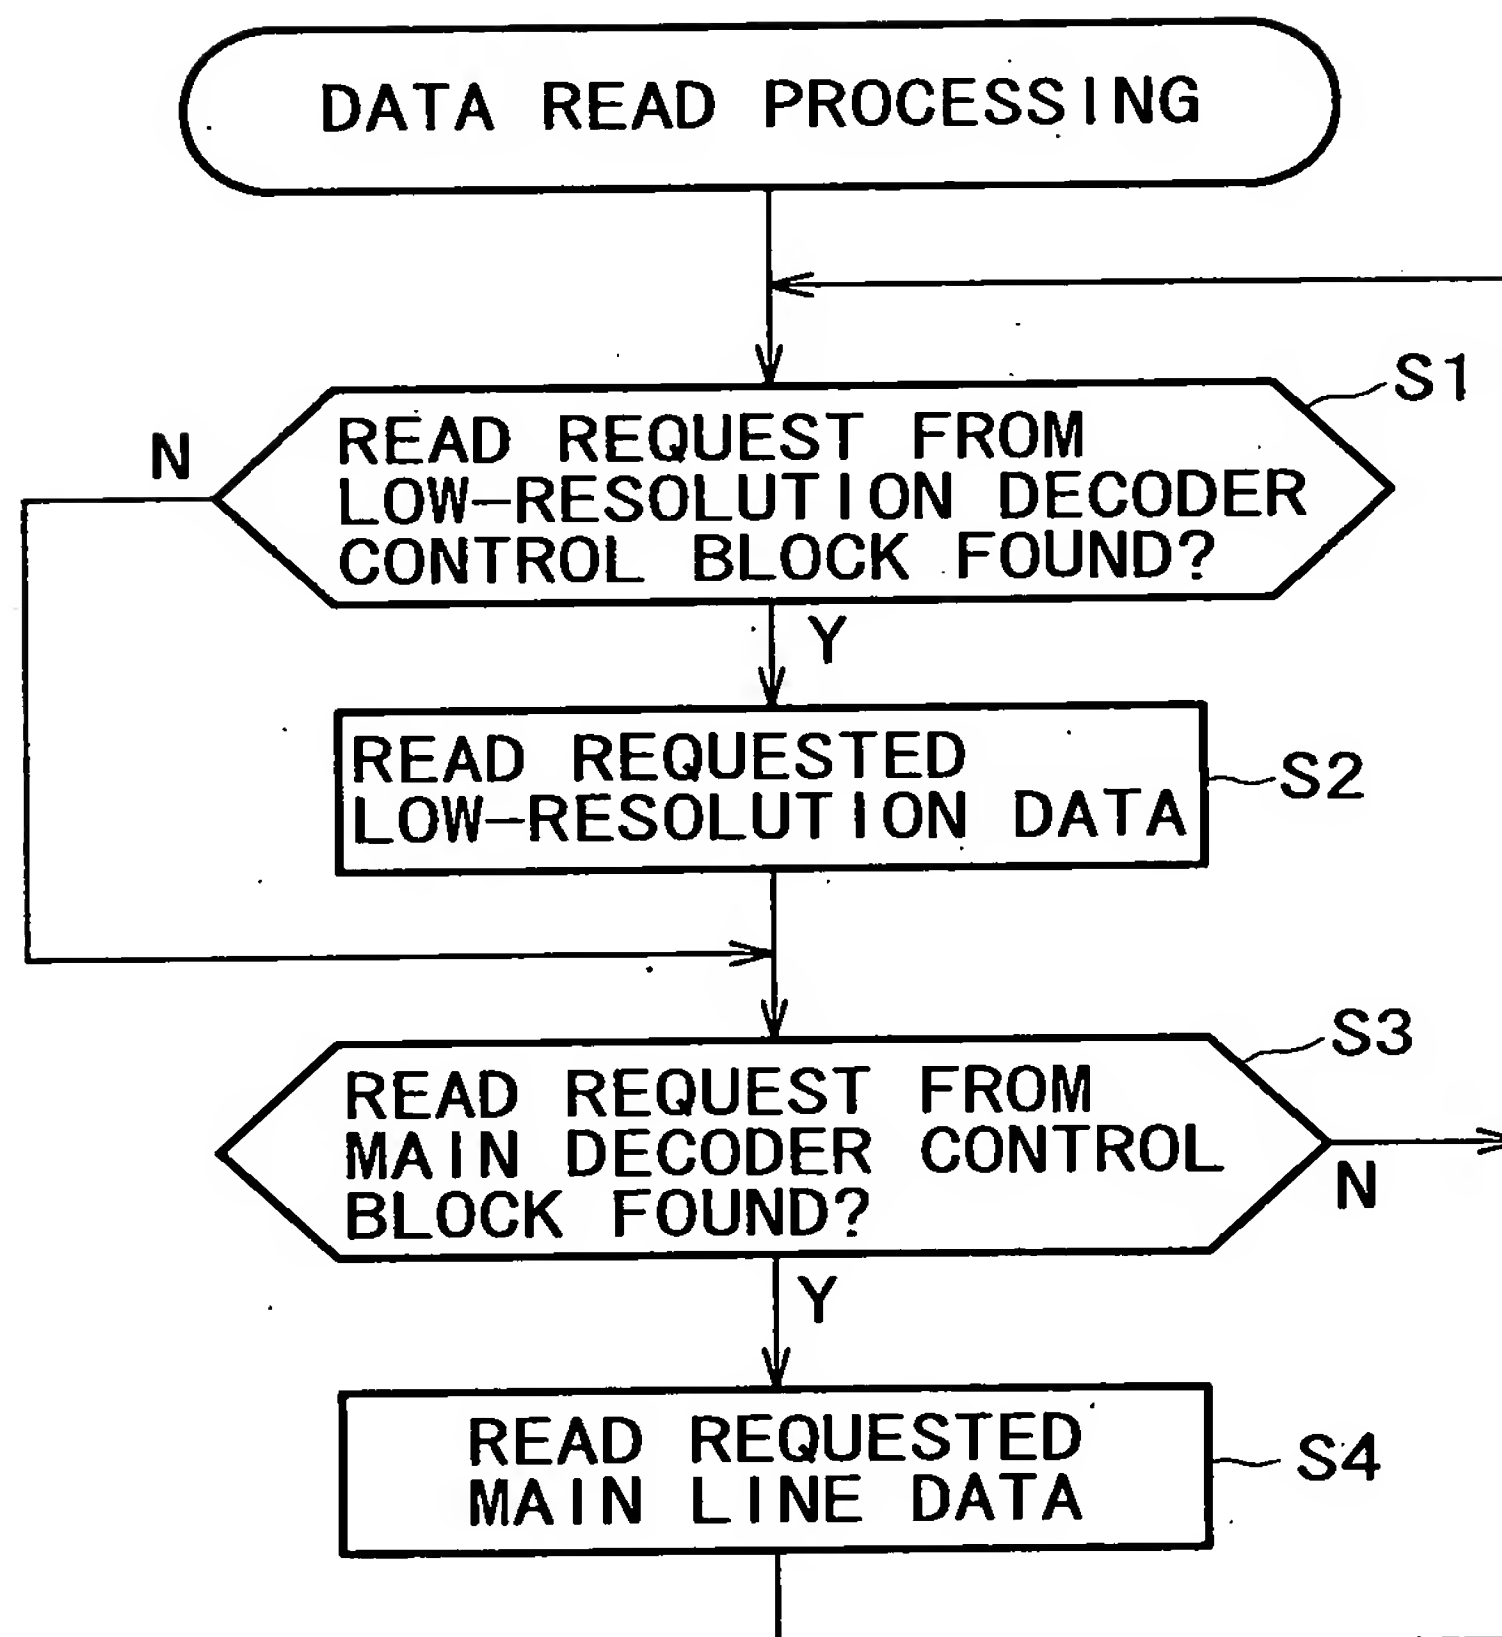 DATA READ PROCESSING
S1
N
READ REQUEST FROM
LOW-RESOLUTION DECODER
CONTROL BLOCK FOUND?
Y
READ REQUESTED
LOW-RESOLUTION DATA
S2
S3
READ REQUEST FROM
MAIN DECODER CONTROL
BLOCK FOUND?
N
Y
READ REQUESTED
MAIN LINE DATA
S4